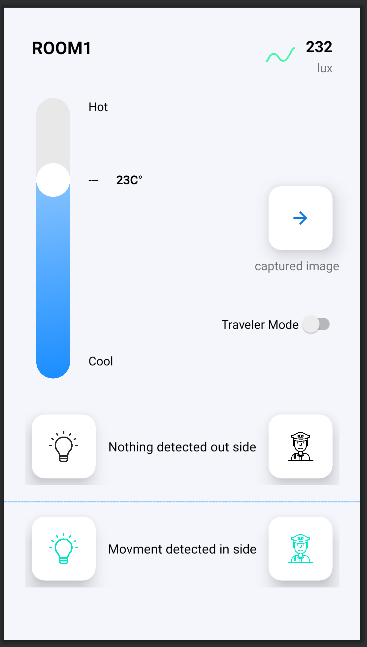 ROOM1
232
lux
Hot
--- 23C°
captured image
Traveler Mode
Cool
Nothing detected out side
Movment detected in side